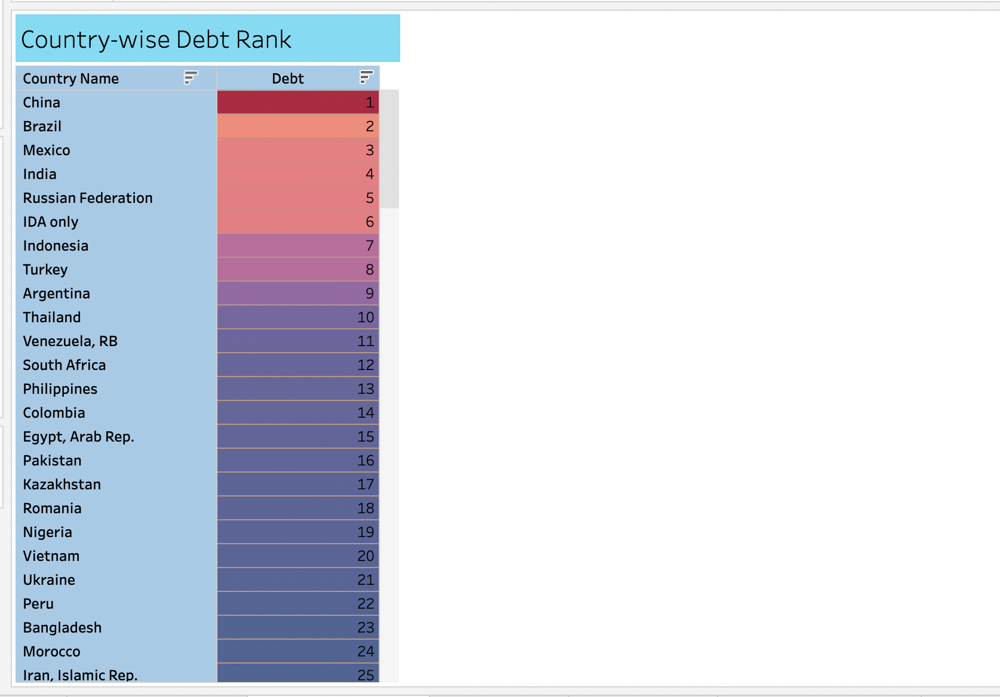 Country-wise Debt Rank
Country Name Debt
China 1
Brazil 2
Mexico 3
India 4
Russian Federation 5
IDA only 6
Indonesia 7
Turkey 8
Argentina 9
Thailand 10
Venezuela, RB 11
South Africa 12
Philippines 13
Colombia 14
Egypt, Arab Rep. 15
Pakistan 16
Kazakhstan 17
Romania 18
Nigeria 19
Vietnam 20
Ukraine 21
Peru 22
Bangladesh 23
Morocco 24
Iran, Islamic Rep. 25